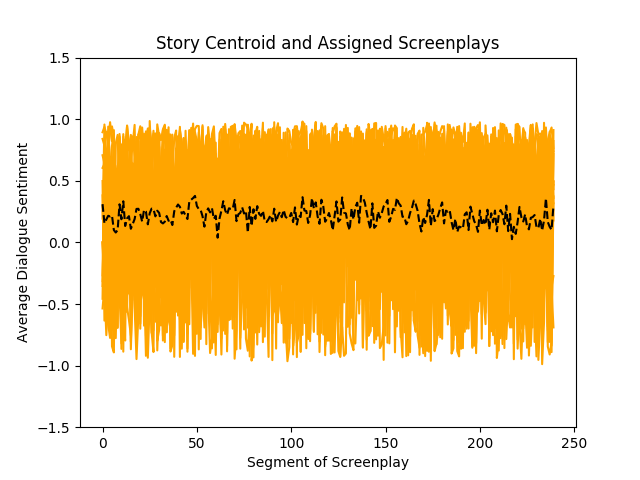 Story Centroid and Assigned Screenplays
1.5
1.0
0.5
0.0
−0.5
−1.0
−1.5
Average Dialogue Sentiment
0 50 100 150 200 250
Segment of Screenplay